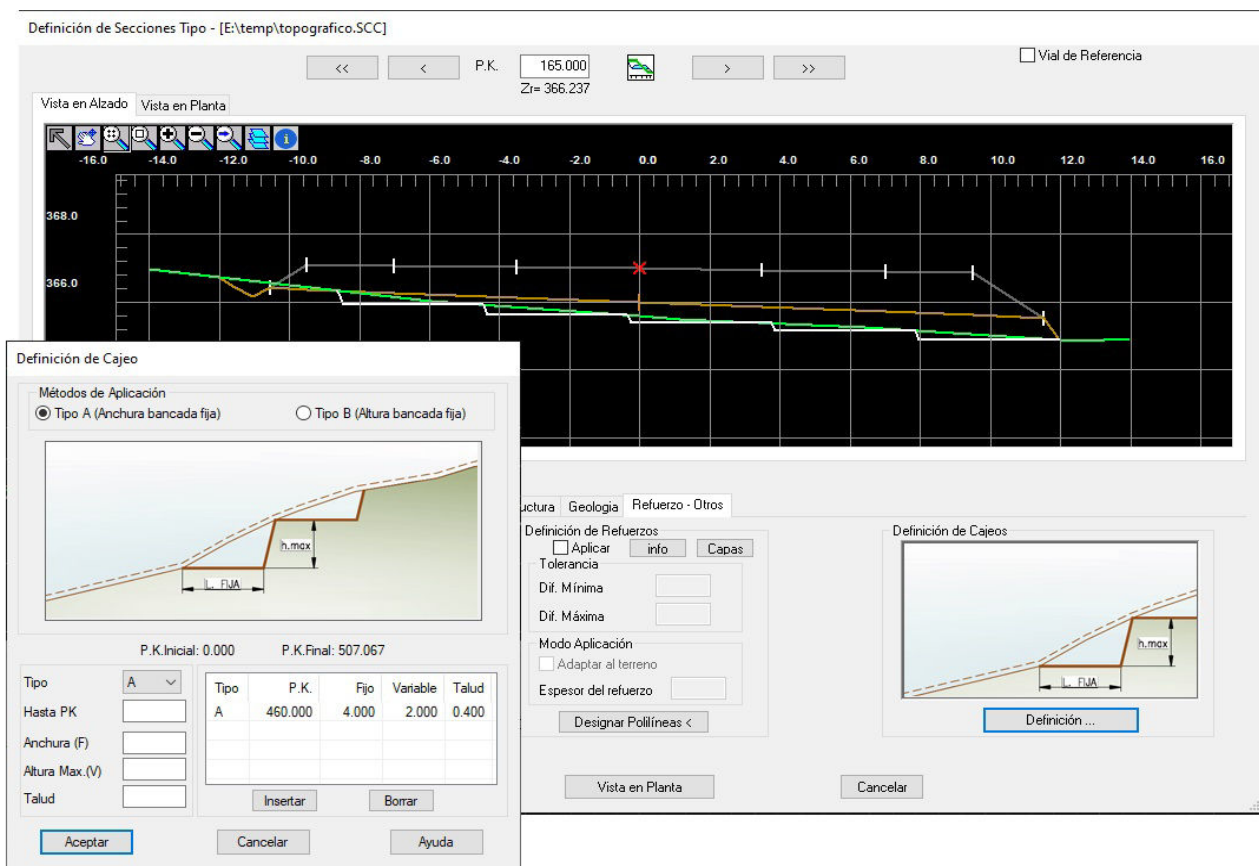 Definición de Secciones Tipo - [E:\temp\topografico.SCC]
<< < P.K. 165.000 > >> Vial de Referencia
Zr= 366.237
Vista en Alzado Vista en Planta
-16.0 -14.0 -12.0 -10.0 -8.0 -6.0 -4.0 -2.0 0.0 2.0 4.0 6.0 8.0 10.0 12.0 14.0 16.0
368.0
366.0
Definición de Cajeo
Métodos de Aplicación
Tipo A (Anchura bancada fija) Tipo B (Altura bancada fija)
h.max
L. FIJA
P.K.Inicial: 0.000 P.K.Final: 507.067
Tipo A
Hasta PK
Anchura (F)
Altura Max.(V)
Talud
Tipo P.K. Fijo Variable Talud
A 460.000 4.000 2.000 0.400
Insertar Borrar
Aceptar Cancelar Ayuda
uctura Geologia Refuerzo - Otros
Definición de Refuerzos
Aplicar info Capas
Tolerancia
Dif. Mínima
Dif. Máxima
Modo Aplicación
Adaptar al terreno
Espesor del refuerzo
Designar Polilíneas <
Definición de Cajeos
h.max
L. FIJA
Definición ...
Vista en Planta Cancelar